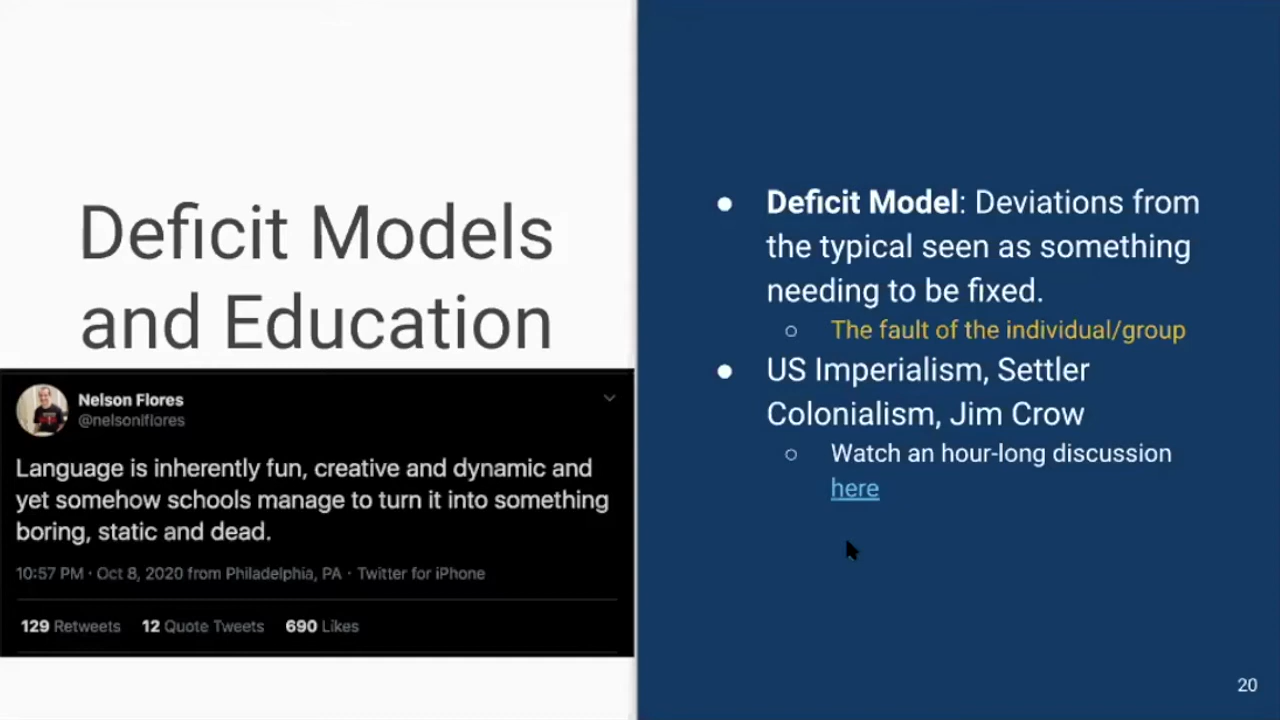 Deficit Models
and Education
Nelson Flores
@nelsonlflores
Language is inherently fun, creative and dynamic and
yet somehow schools manage to turn it into something
boring, static and dead.
10:57 PM · Oct 8, 2020 from Philadelphia, PA · Twitter for iPhone
129 Retweets 12 Quote Tweets 690 Likes
● Deficit Model: Deviations from
the typical seen as something
needing to be fixed.
○ The fault of the individual/group
● US Imperialism, Settler
Colonialism, Jim Crow
○ Watch an hour-long discussion
here
20